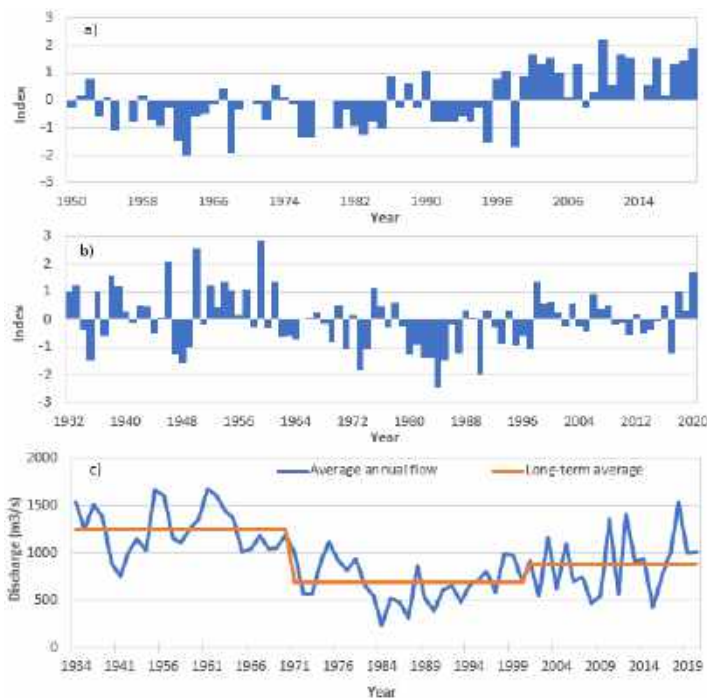 a)
3
2
1
0
-1
-2
-3
Index
1950 1958 1966 1974 1982 1990 1998 2006 2014
Year
b)
3
2
1
0
-1
-2
-3
Index
1932 1940 1948 1956 1964 1972 1980 1988 1996 2004 2012 2020
Year
c)
Average annual flow Long-term average
2000
1500
1000
500
0
Discharge (m3/s)
1934 1941 1956 1961 1966 1971 1976 1984 1989 1994 1999 2004 2009 2014 2019
Year